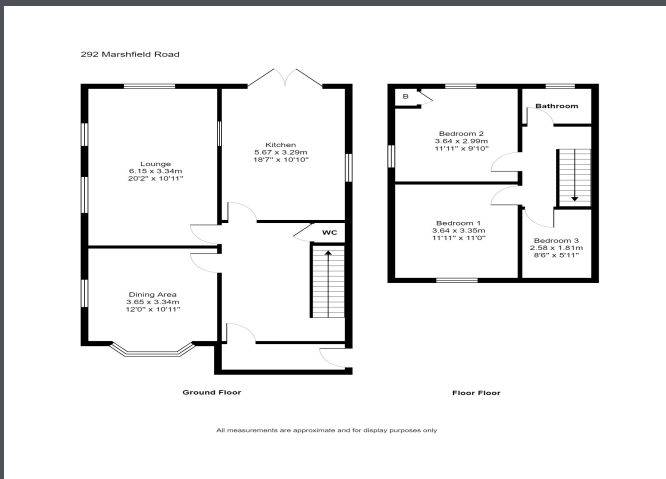 292 Marshfield Road
Lounge
6.15 x 3.34m
20'2" x 10'11"
Kitchen
5.67 x 3.29m
18'7" x 10'10"
WC
Dining Area
3.65 x 3.34m
12'0" x 10'11"
Ground Floor
B
Bathroom
Bedroom 2
3.64 x 2.99m
11'11" x 9'10"
Bedroom 1
3.64 x 3.35m
11'11" x 11'0"
Bedroom 3
2.58 x 1.81m
8'6" x 5'11"
Floor Floor
All measurements are approximate and for display purposes only